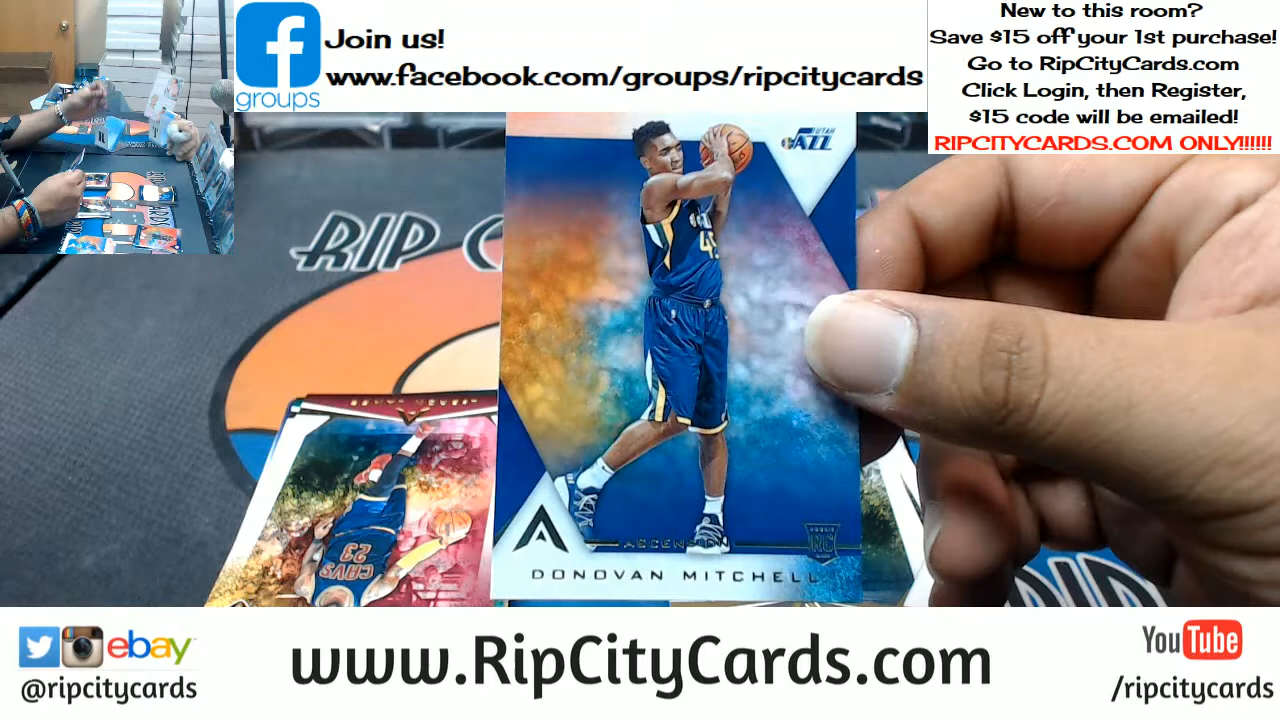 f
groups
Join us!
www.facebook.com/groups/ripcitycards
New to this room?
Save $15 off your 1st purchase!
Go to RipCityCards.com
Click Login, then Register,
$15 code will be emailed!
RIPCITYCARDS.COM ONLY!!!!!!
RIP C
UTAH
JAZZ
45
A
ASCENSION
RC
DONOVAN MITCHELL
23
CAVS
RIP
ebay
@ripcitycards
www.RipCityCards.com
YouTube
/ripcitycards